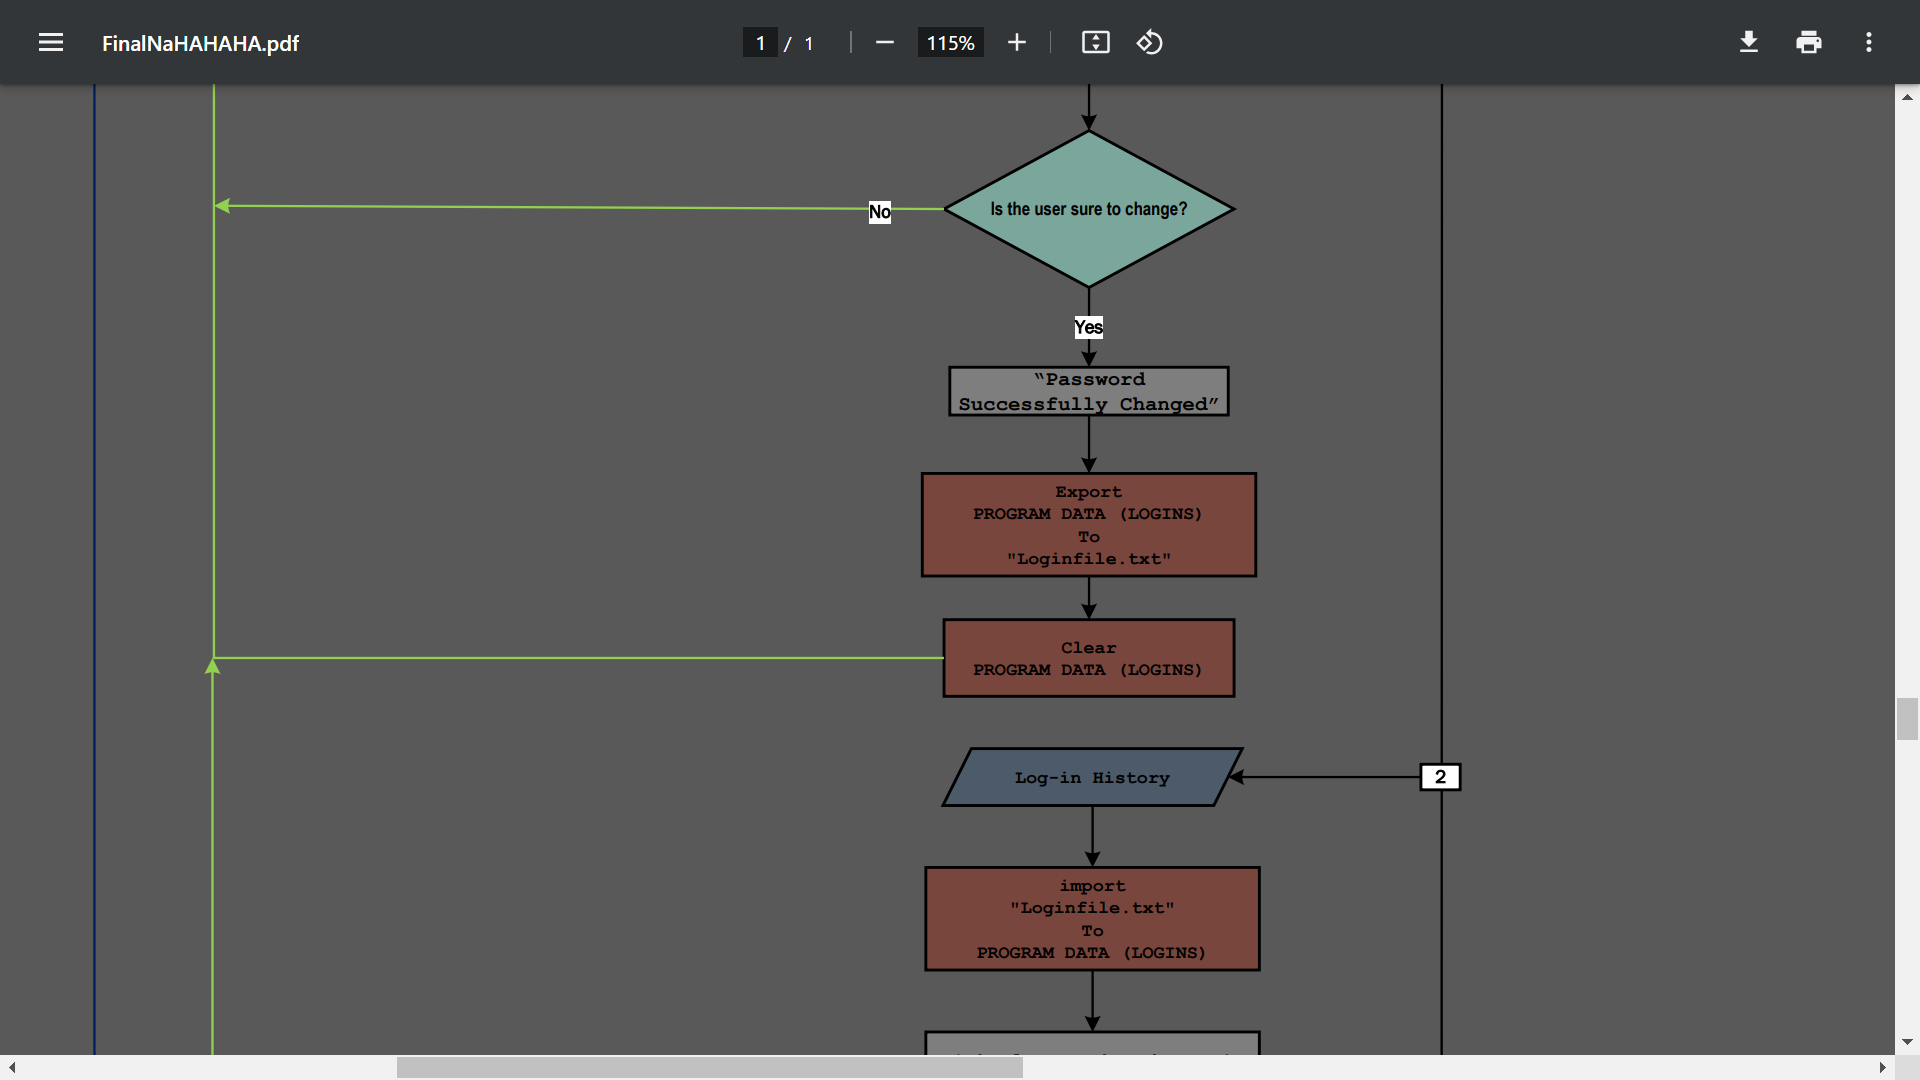 FinalNaHAHAHA.pdf
1 / 1
115%
Is the user sure to change?
No
Yes
“Password
Successfully Changed”
Export
PROGRAM DATA (LOGINS)
To
"Loginfile.txt"
Clear
PROGRAM DATA (LOGINS)
Log-in History
2
import
"Loginfile.txt"
To
PROGRAM DATA (LOGINS)